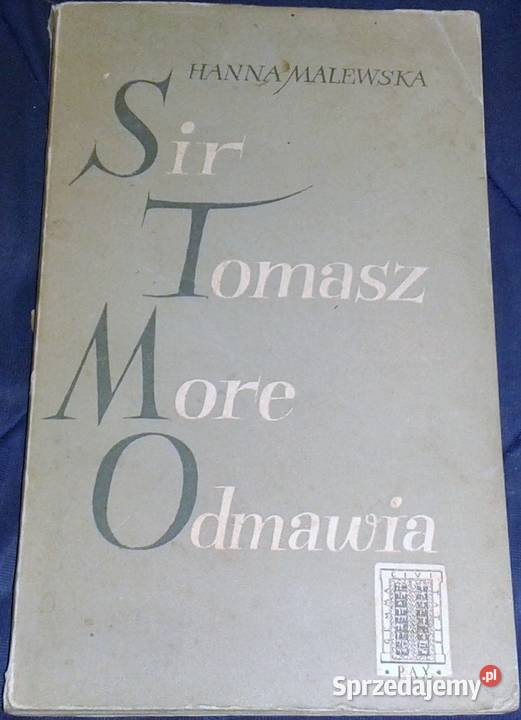 HANNA MALEWSKA
Sir
Tomasz
More
Odmawia
PAX
Sprzedajemy.pl